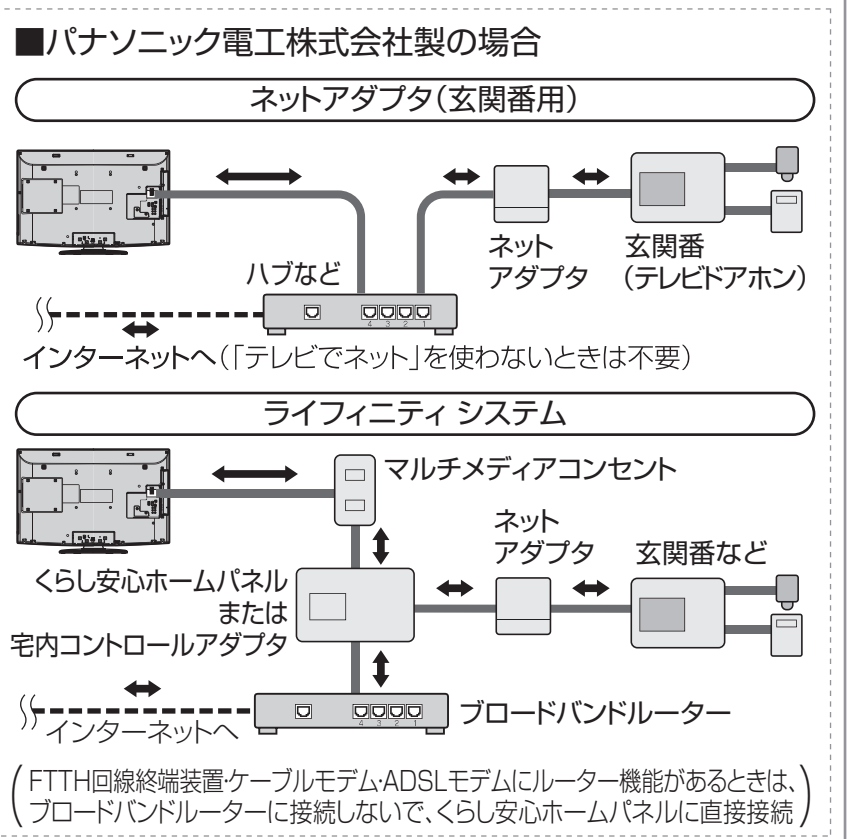 ■パナソニック電工株式会社製の場合
ネットアダプタ(玄関番用)
ネット
アダプタ
玄関番
(テレビドアホン)
ハブなど
4 3 2 1
インターネットへ(「テレビでネット」を使わないときは不要)
ライフィニティ システム
マルチメディアコンセント
ネット
アダプタ
玄関番など
くらし安心ホームパネル
または
宅内コントロールアダプタ
4 3 2 1
ブロードバンドルーター
インターネットへ
(FTTH回線終端装置・ケーブルモデム・ADSLモデムにルーター機能があるときは、
ブロードバンドルーターに接続しないで、くらし安心ホームパネルに直接接続)